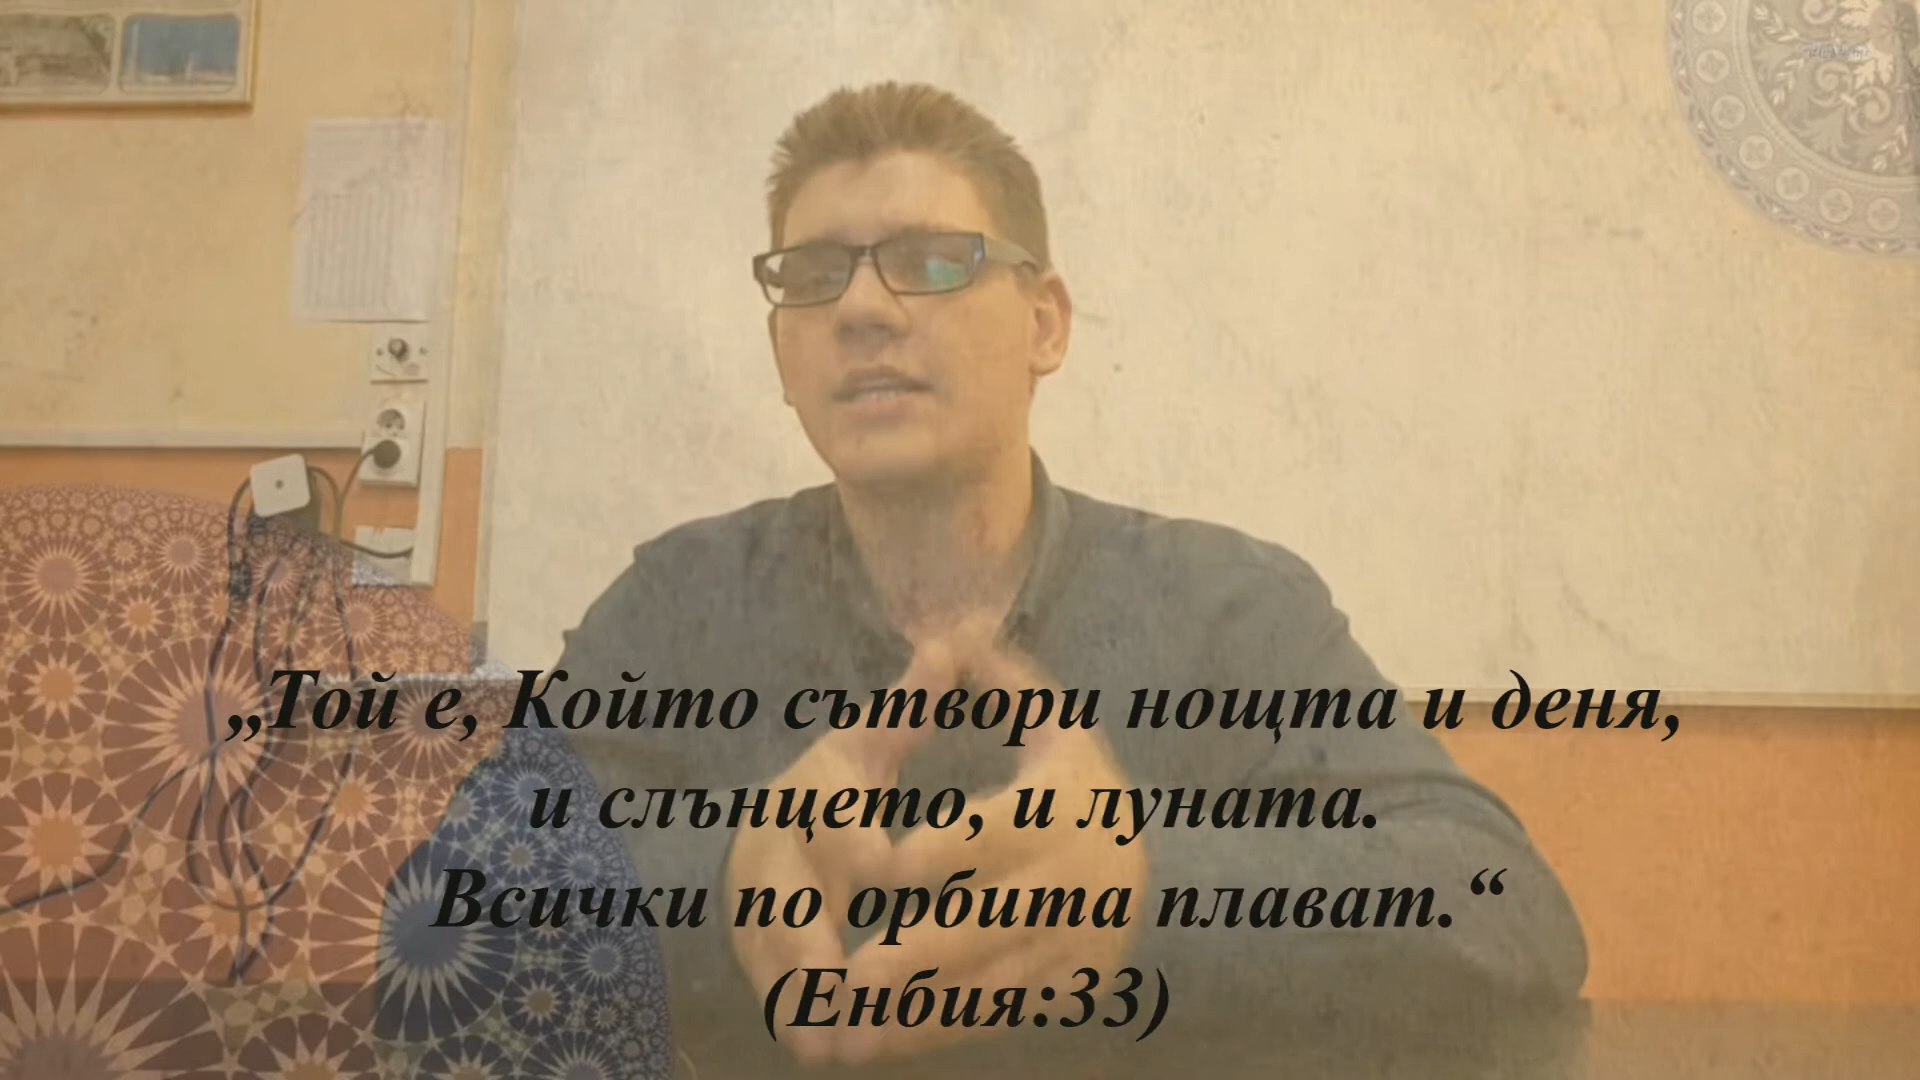 „Той е, Който сътвори нощта и деня,
и слънцето, и луната.
Всички по орбита плават.“
(Енбия:33)